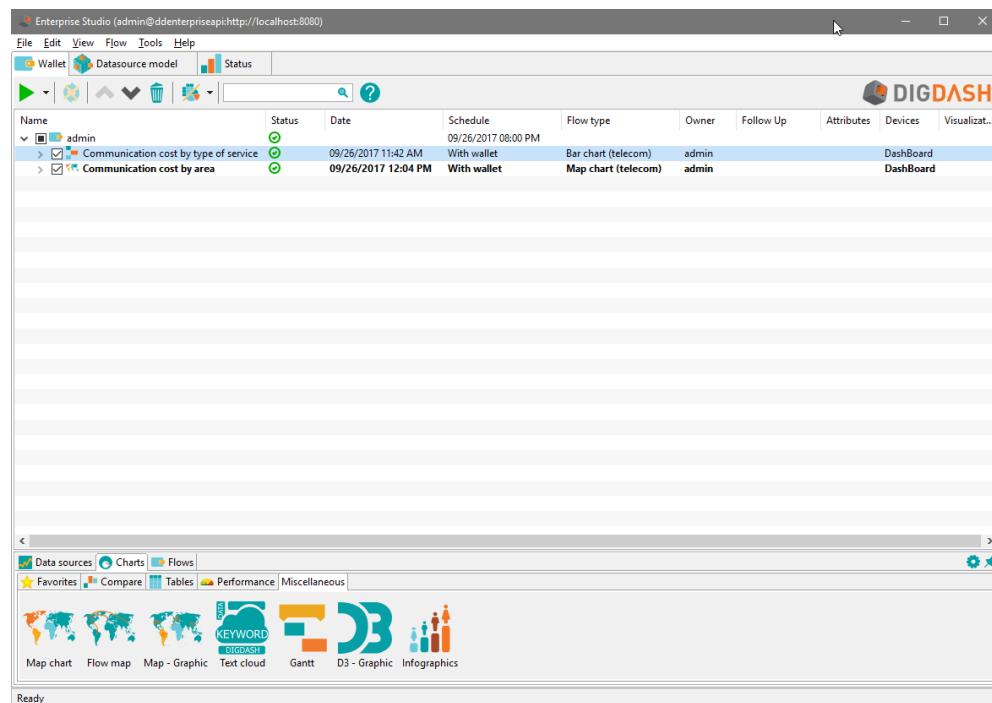 Enterprise Studio (admin@ddenterpriseapi:http://localhost:8080)
File Edit View Flow Tools Help
Wallet Datasource model Status
DIGDASH
Name Status Date Schedule Flow type Owner Follow Up Attributes Devices Visualizat...
admin 09/26/2017 08:00 PM
Communication cost by type of service 09/26/2017 11:42 AM With wallet Bar chart (telecom) admin DashBoard
Communication cost by area 09/26/2017 12:04 PM With wallet Map chart (telecom) admin DashBoard
Data sources Charts Flows
Favorites Compare Tables Performance Miscellaneous
DATA
KEYWORD
DIGDASH
D3
Map chart Flow map Map - Graphic Text cloud Gantt D3 - Graphic Infographics
Ready